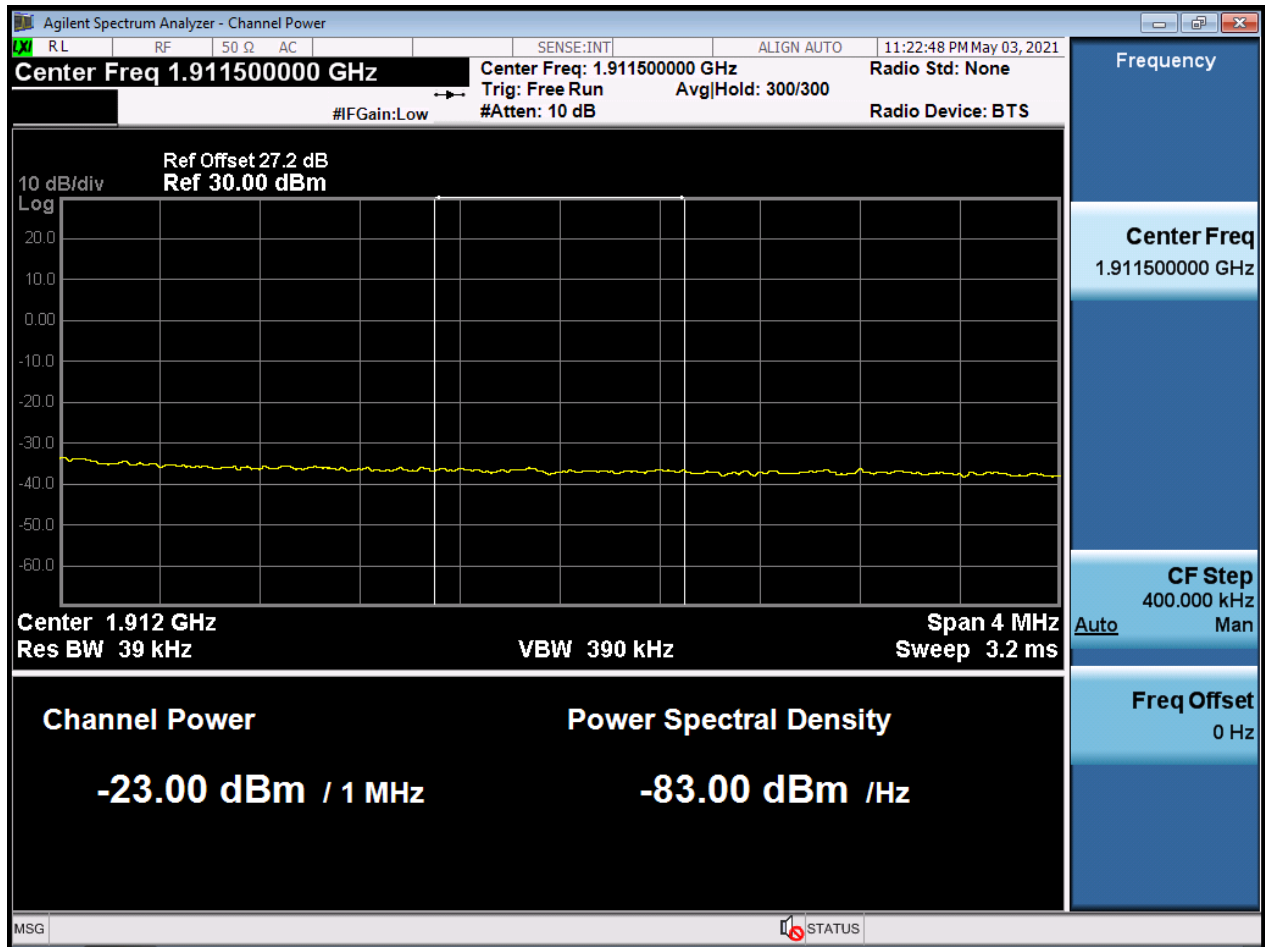 Agilent Spectrum Analyzer - Channel Power
LXI RL RF 50 Ω AC SENSE:INT ALIGN AUTO 11:22:48 PM May 03, 2021
Center Freq 1.911500000 GHz
#IFGain:Low
Center Freq: 1.911500000 GHz
Trig: Free Run Avg|Hold: 300/300
#Atten: 10 dB
Radio Std: None
Radio Device: BTS
Ref Offset 27.2 dB
10 dB/div Ref 30.00 dBm
Log
20.0
10.0
0.00
-10.0
-20.0
-30.0
-40.0
-50.0
-60.0
Center 1.912 GHz Span 4 MHz
Res BW 39 kHz VBW 390 kHz Sweep 3.2 ms
Channel Power Power Spectral Density
-23.00 dBm / 1 MHz -83.00 dBm /Hz
Frequency
Center Freq
1.911500000 GHz
CF Step
400.000 kHz
Auto Man
Freq Offset
0 Hz
MSG STATUS